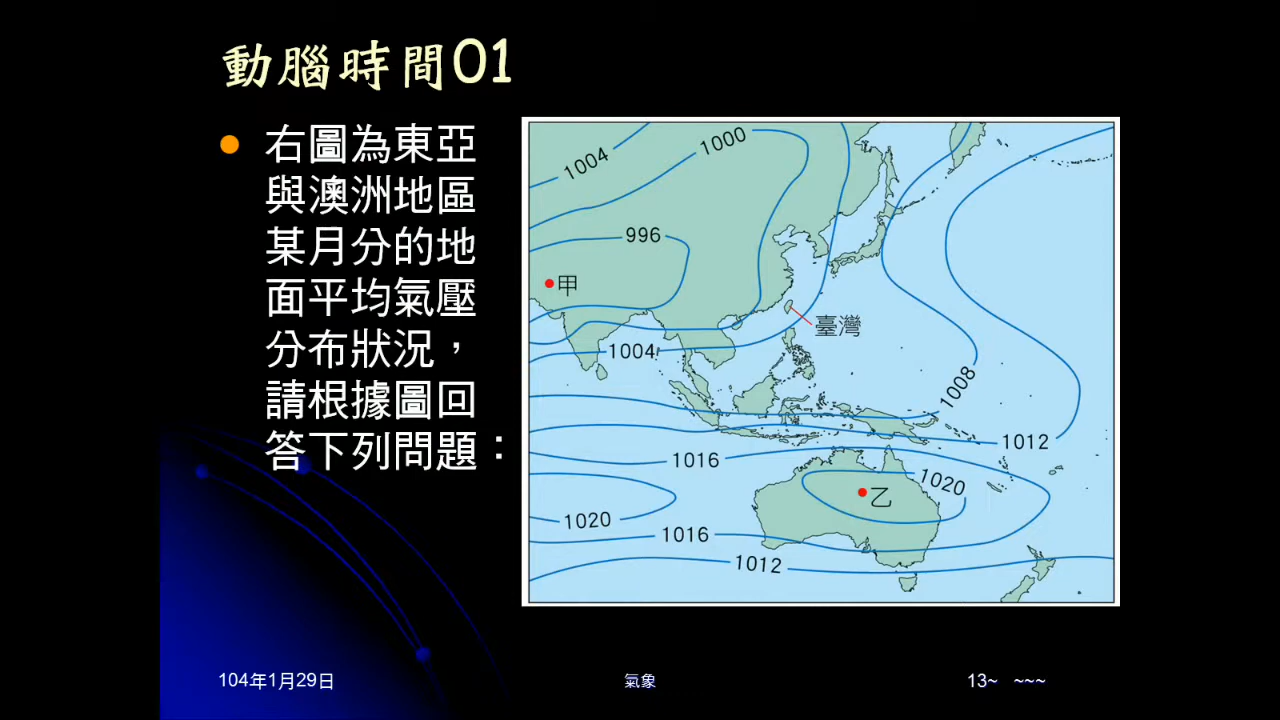 動腦時間01
右圖為東亞
與澳洲地區
某月分的地
面平均氣壓
分布狀況，
請根據圖回
答下列問題：
1004
1000
996
甲
臺灣
1004
1008
1012
1016
1020
乙
1020
1016
1012
104年1月29日
氣象
13~ ~~~